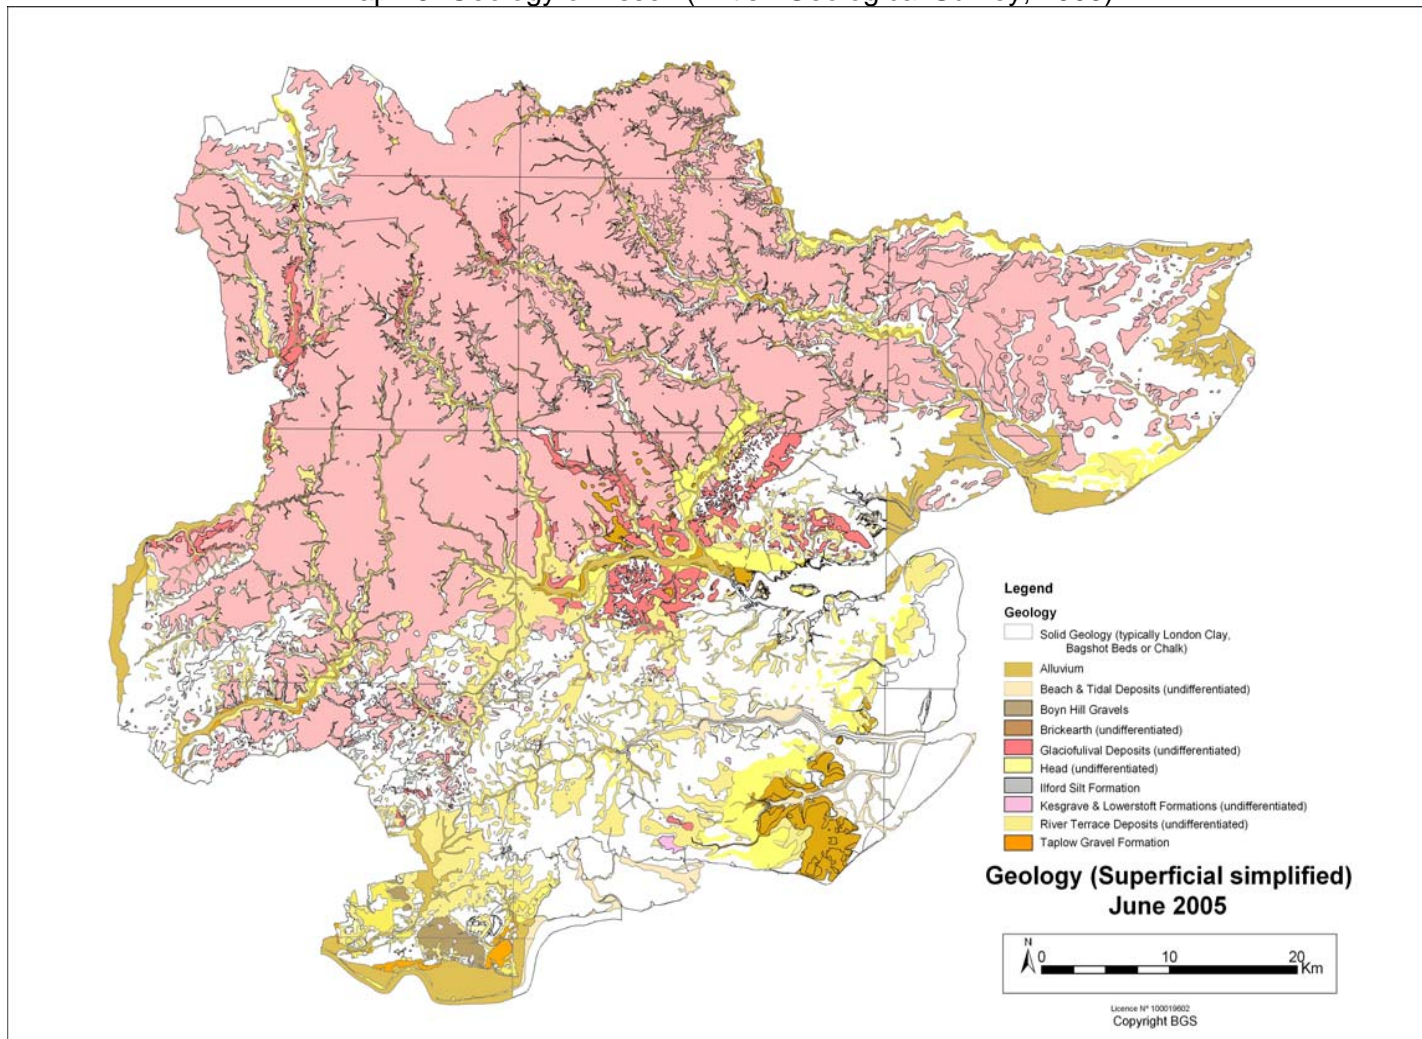 Legend
Geology
Solid Geology (typically London Clay,
Bagshot Beds or Chalk)
Alluvium
Beach & Tidal Deposits (undifferentiated)
Boyn Hill Gravels
Brickearth (undifferentiated)
Glaciofulival Deposits (undifferentiated)
Head (undifferentiated)
Ilford Silt Formation
Kesgrave & Lowerstoft Formations (undifferentiated)
River Terrace Deposits (undifferentiated)
Taplow Gravel Formation
Geology (Superficial simplified)
June 2005
N
0 10 20
Km
Licence Nº 100019602
Copyright BGS